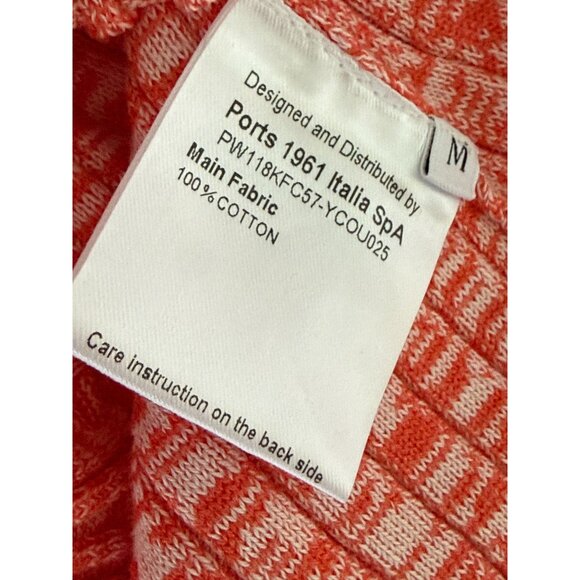 Designed and Distributed by
Ports 1961 Italia SpA
PW118KFC57-YCOU025
Main Fabric
100%COTTON
Care instruction on the back side
M